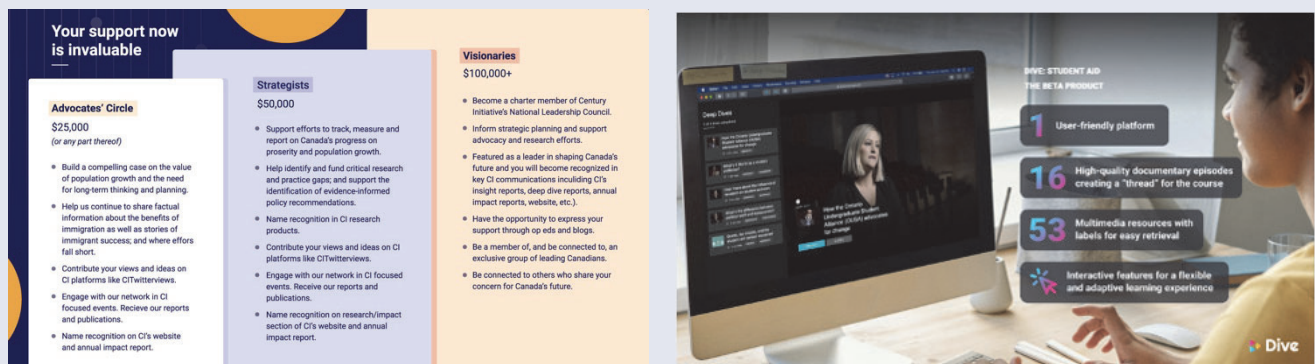 Your support now
is invaluable
Advocates' Circle
$25,000
(or any part thereof)
Build a compelling case on the value
of population growth and the need
for long-term thinking and planning.
Help us continue to share factual
information about the benefits of
immigration as well as stories of
immigrant success; and where efforts
fall short.
Contribute your views and ideas on
CI platforms like CITwitterviews.
Engage with our network in CI
focused events. Recieve our reports
and publications.
Name recognition on CI's website
and annual impact report.
Strategists
$50,000
Support efforts to track, measure and
report on Canada's progress on
proserity and population growth.
Help identify and fund critical research
and practice gaps; and support the
identification of evidence-informed
policy recommendations.
Name recognition in CI research
products.
Contribute your views and ideas on CI
platforms like CITwitterviews.
Engage with our network in CI focused
events. Receive our reports and
publications.
Name recognition on research/impact
section of CI's website and annual
impact report.
Visionaries
$100,000+
Become a charter member of Century
Initiative's National Leadership Council.
Inform strategic planning and support
advocacy and research efforts.
Featured as a leader in shaping Canada's
future and you will become recognized in
key CI communications inculiding CI's
insight reports, deep dive reports, annual
impact reports, website, etc.).
Have the opportunity to express your
support through op eds and blogs.
Be a member of, and be connected to, an
exclusive group of leading Canadians.
Be connected to others who share your
concern for Canada's future.
DIVE: STUDENT AID
THE BETA PRODUCT
1 User-friendly platform
16 High-quality documentary episodes
creating a "thread" for the course
53 Multimedia resources with
labels for easy retrieval
Interactive features for a flexible
and adaptive learning experience
Deep Dives
How the Ontario
Undergraduate Student
Alliance (OUSA) advocates
for change
Dive